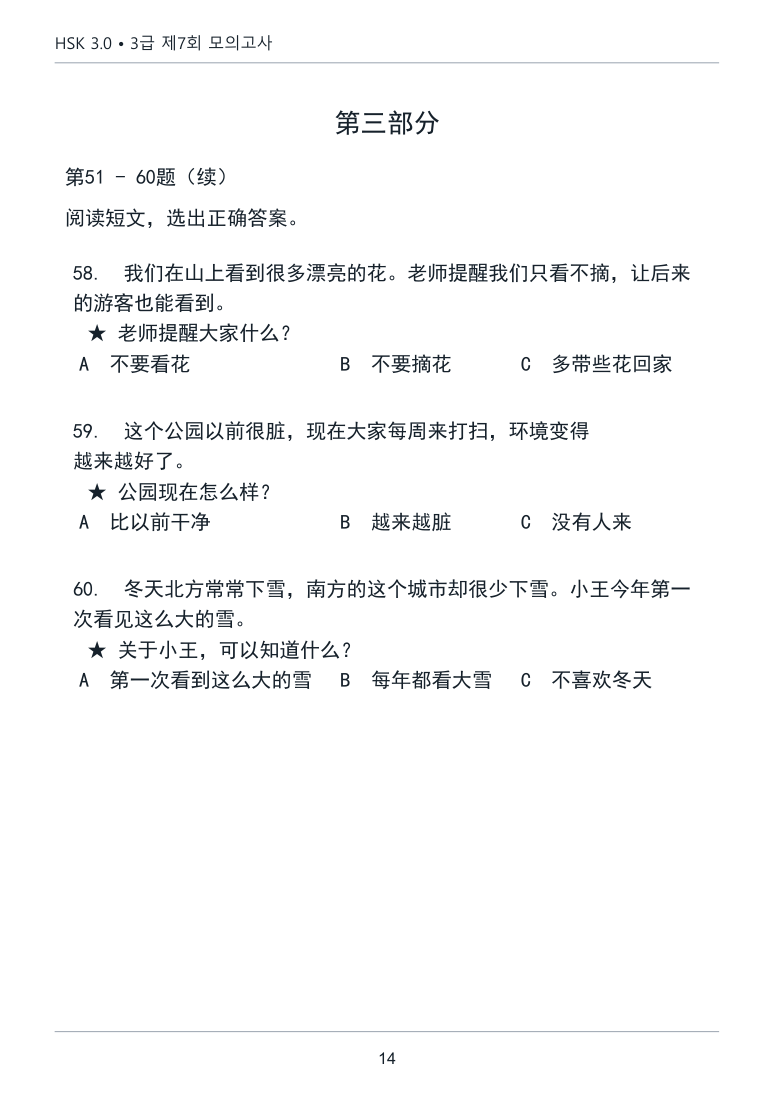 HSK 3.0 • 3급 제7회 모의고사
第三部分
第51 - 60题（续）
阅读短文，选出正确答案。
58. 我们在山上看到很多漂亮的花。老师提醒我们只看不摘，让后来
的游客也能看到。
★ 老师提醒大家什么？
A 不要看花 B 不要摘花 C 多带些花回家
59. 这个公园以前很脏，现在大家每周来打扫，环境变得
越来越好了。
★ 公园现在怎么样？
A 比以前干净 B 越来越脏 C 没有人来
60. 冬天北方常常下雪，南方的这个城市却很少下雪。小王今年第一
次看见这么大的雪。
★ 关于小王，可以知道什么？
A 第一次看到这么大的雪 B 每年都看大雪 C 不喜欢冬天
14